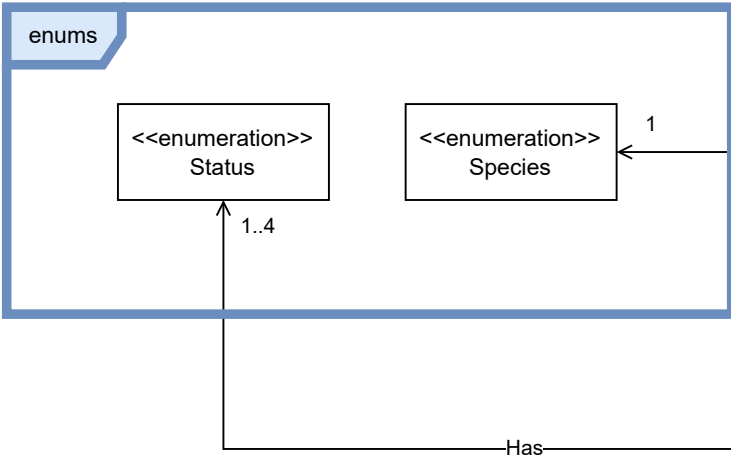 enums
<<enumeration>>
Status
<<enumeration>>
Species
1
1..4
Has